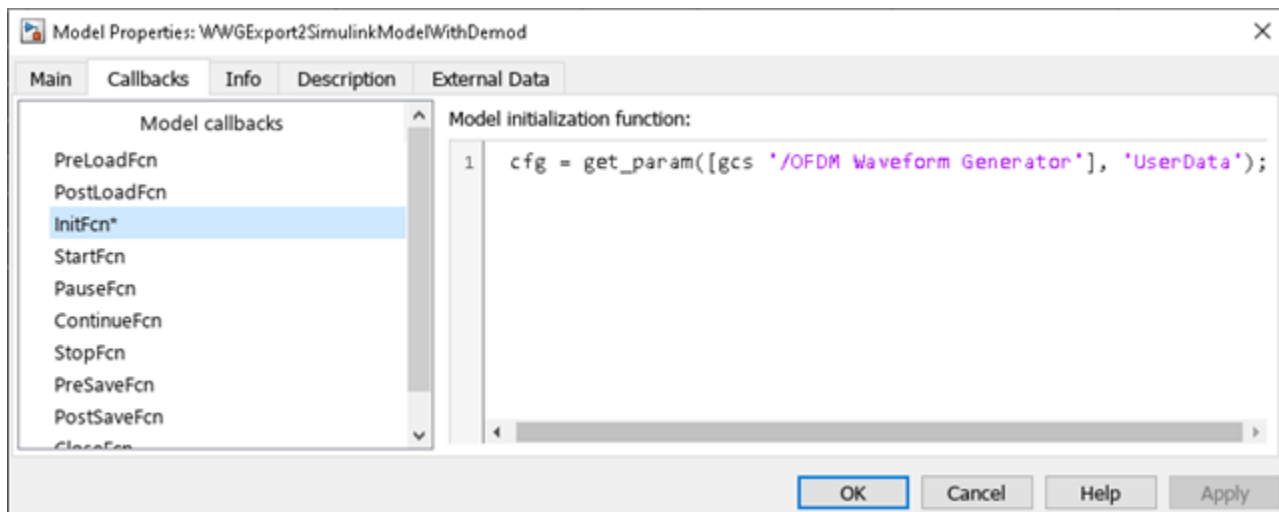 Model Properties: WWGExport2SimulinkModelWithDemod
Main Callbacks Info Description External Data
Model callbacks
PreLoadFcn
PostLoadFcn
InitFcn*
StartFcn
PauseFcn
ContinueFcn
StopFcn
PreSaveFcn
PostSaveFcn
CloseFcn
Model initialization function:
1 cfg = get_param([gcs '/OFDM Waveform Generator'], 'UserData');
OK Cancel Help Apply